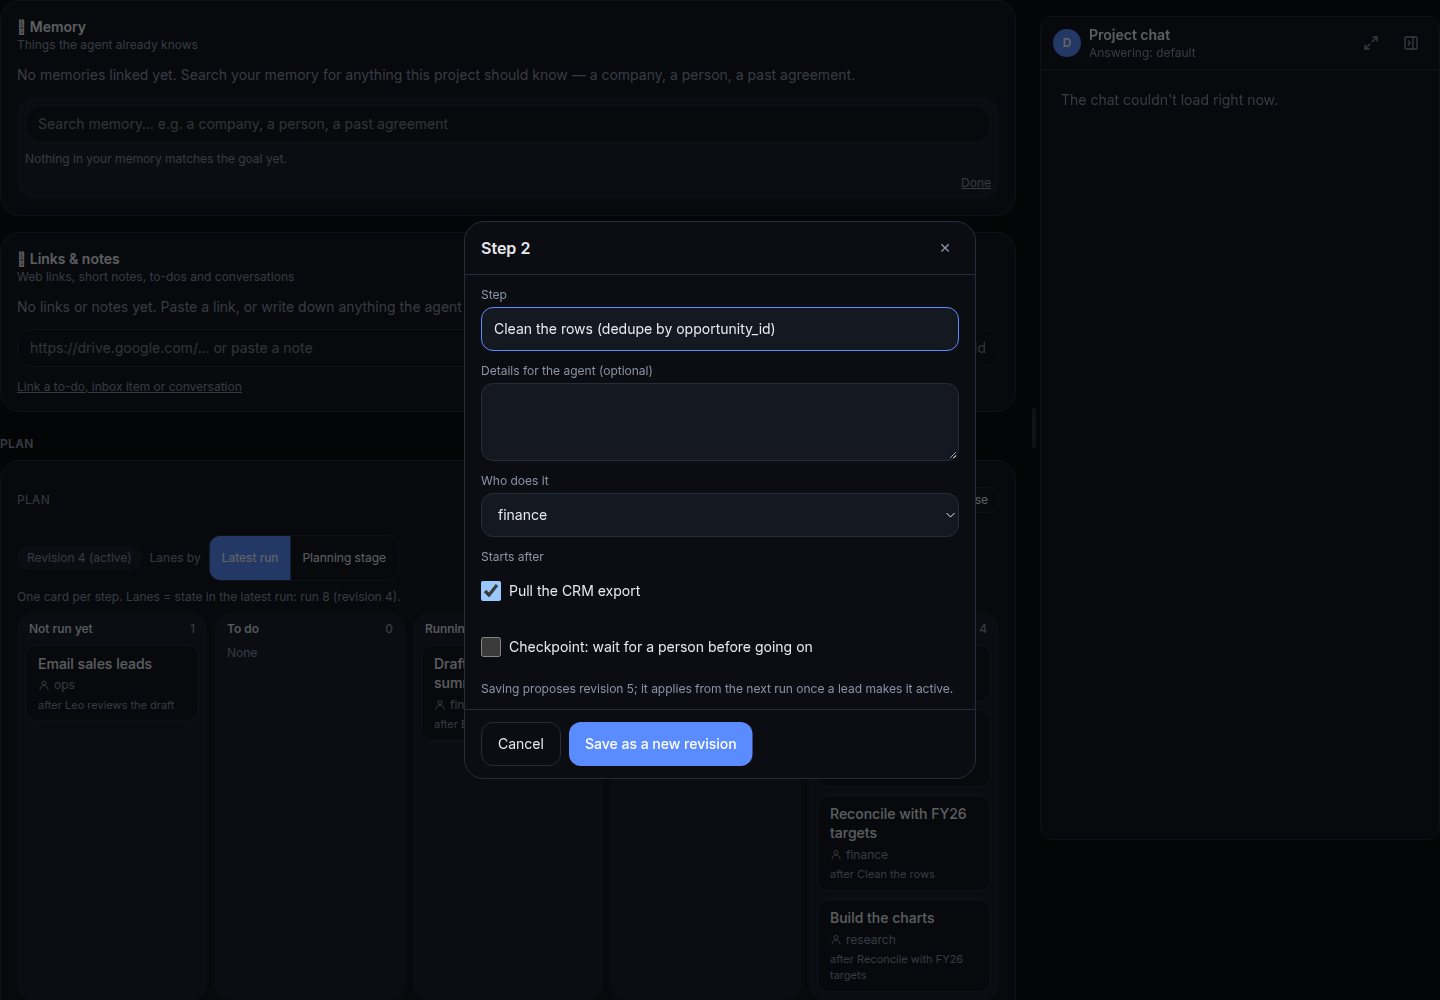 Memory
Things the agent already knows
No memories linked yet. Search your memory for anything this project should know — a company, a person, a past agreement.
Search memory... e.g. a company, a person, a past agreement
Nothing in your memory matches the goal yet.
Done
Links & notes
Web links, short notes, to-dos and conversations
No links or notes yet. Paste a link, or write down anything the agent
https://drive.google.com/... or paste a note
Link a to-do, inbox item or conversation
PLAN
PLAN
Revision 4 (active)
Lanes by
Latest run
Planning stage
One card per step. Lanes = state in the latest run: run 8 (revision 4).
Not run yet
1
Email sales leads
ops
after Leo reviews the draft
To do
0
None
4
Reconcile with FY26
targets
finance
after Clean the rows
Build the charts
research
after Reconcile with FY26
targets
Step 2
×
Step
Clean the rows (dedupe by opportunity_id)
Details for the agent (optional)
Who does it
finance
Starts after
Pull the CRM export
Checkpoint: wait for a person before going on
Saving proposes revision 5; it applies from the next run once a lead makes it active.
Cancel
Save as a new revision
D
Project chat
Answering: default
The chat couldn't load right now.